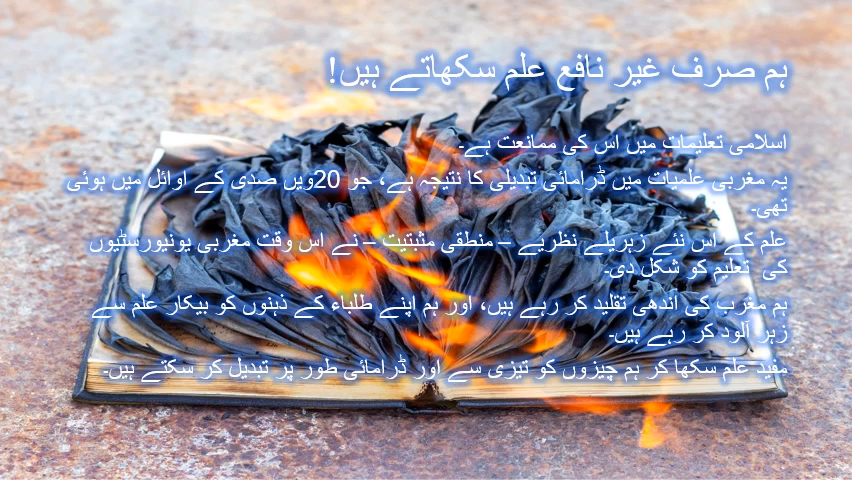 ہم صرف غیر نافع علم سکھاتے ہیں!
اسلامی تعلیمات میں اس کی ممانعت ہے۔
یہ مغربی علمیات میں ڈرامائی تبدیلی کا نتیجہ ہے، جو 20ویں صدی کے اوائل میں ہوئی
تھی۔
علم کے اس نئے زہریلے نظریے – منطقی مثبتیت – نے اس وقت مغربی یونیورسٹیوں
کی تعلیم کو شکل دی۔
ہم مغرب کی اندھی تقلید کر رہے ہیں، اور ہم اپنے طلباء کے ذہنوں کو بیکار علم سے
زہر آلود کر رہے ہیں۔
مفید علم سکھا کر ہم چیزوں کو تیزی سے اور ڈرامائی طور پر تبدیل کر سکتے ہیں۔